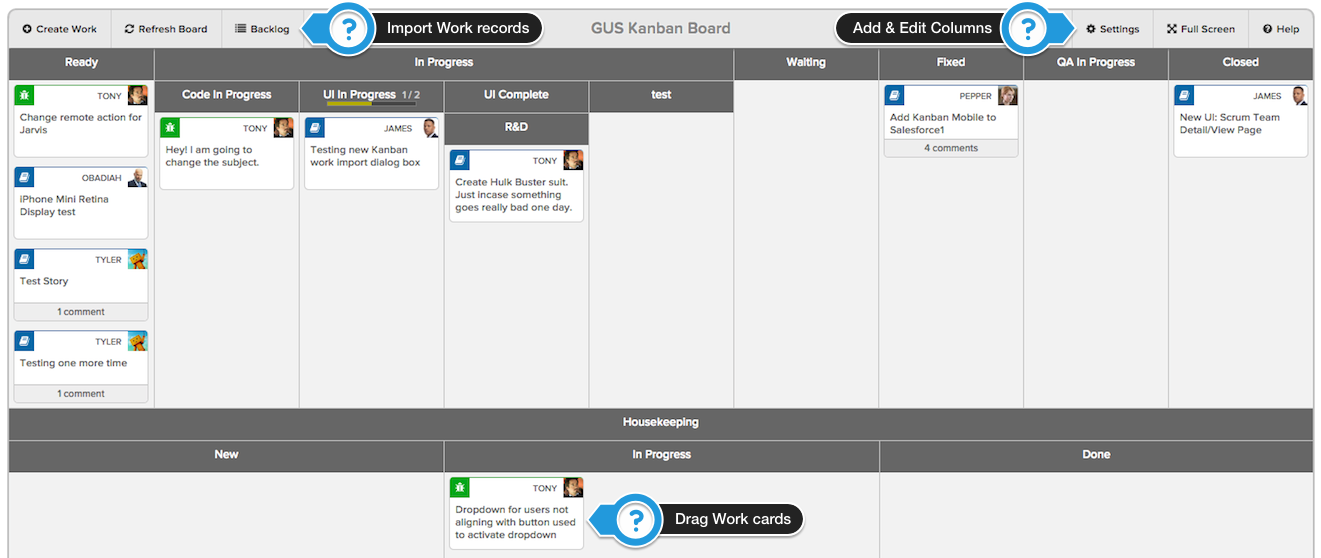 Create Work
Refresh Board
Backlog
?
Import Work records
GUS Kanban Board
Add & Edit Columns
?
Settings
Full Screen
? Help
Ready
In Progress
Waiting
Fixed
QA In Progress
Closed
Code In Progress
UI In Progress 1 / 2
UI Complete
test
R&D
TONY
Change remote action for
Jarvis
OBADIAH
iPhone Mini Retina
Display test
TYLER
Test Story
1 comment
TYLER
Testing one more time
1 comment
TONY
Hey! I am going to
change the subject.
JAMES
Testing new Kanban
work import dialog box
TONY
Create Hulk Buster suit.
Just incase something
goes really bad one day.
PEPPER
Add Kanban Mobile to
Salesforce1
4 comments
JAMES
New UI: Scrum Team
Detail/View Page
Housekeeping
New
In Progress
Done
TONY
Dropdown for users not
aligning with button used
to activate dropdown
?
Drag Work cards